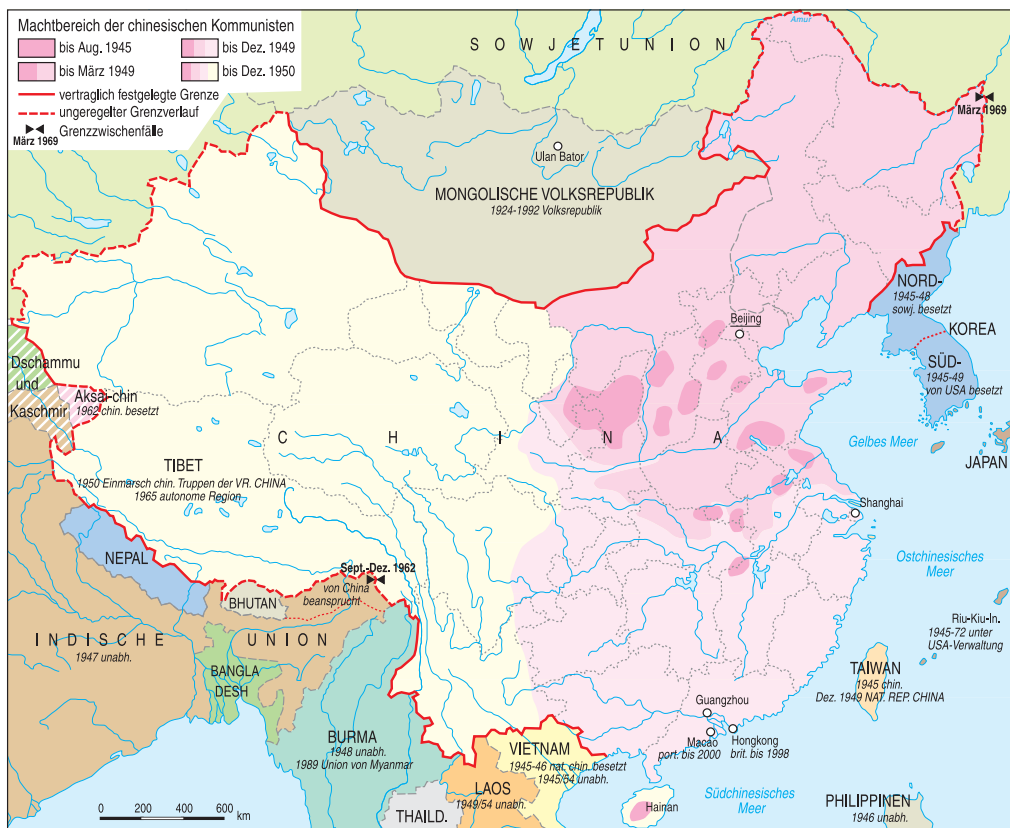 Machtbereich der chinesischen Kommunisten
bis Aug. 1945
bis Dez. 1949
bis März 1949
bis Dez. 1950
vertraglich festgelegte Grenze
ungeregelter Grenzverlauf
Grenzzwischenfälle
März 1969
SOWJETUNION
Amur
März 1969
Ulan Bator
MONGOLISCHE VOLKSREPUBLIK
1924-1992 Volksrepublik
NORD-
1945-48
sowj. besetzt
KOREA
SÜD-
1945-49
von USA besetzt
Beijing
Dschammu
und
Kaschmir
Aksai-chin
1962 chin. besetzt
CHINA
Gelbes Meer
JAPAN
TIBET
1950 Einmarsch chin. Truppen der VR. CHINA
1965 autonome Region
Shanghai
NEPAL
Sept.-Dez. 1962
von China
beansprucht
BHUTAN
Ostchinesisches
Meer
INDISCHE UNION
1947 unabh.
Riu-Kiu-In.
1945-72 unter
USA-Verwaltung
BANGLA
DESH
TAIWAN
1945 chin.
Dez. 1949 NAT. REP. CHINA
Guangzhou
Macao
port. bis 2000
Hongkong
brit. bis 1998
BURMA
1948 unabh.
1989 Union von Myanmar
VIETNAM
1945-46 nat. chin. besetzt
1945/54 unabh.
LAOS
1949/54 unabh.
THAILD.
Hainan
Südchinesisches
Meer
PHILIPPINEN
1946 unabh.
0 200 400 600
km